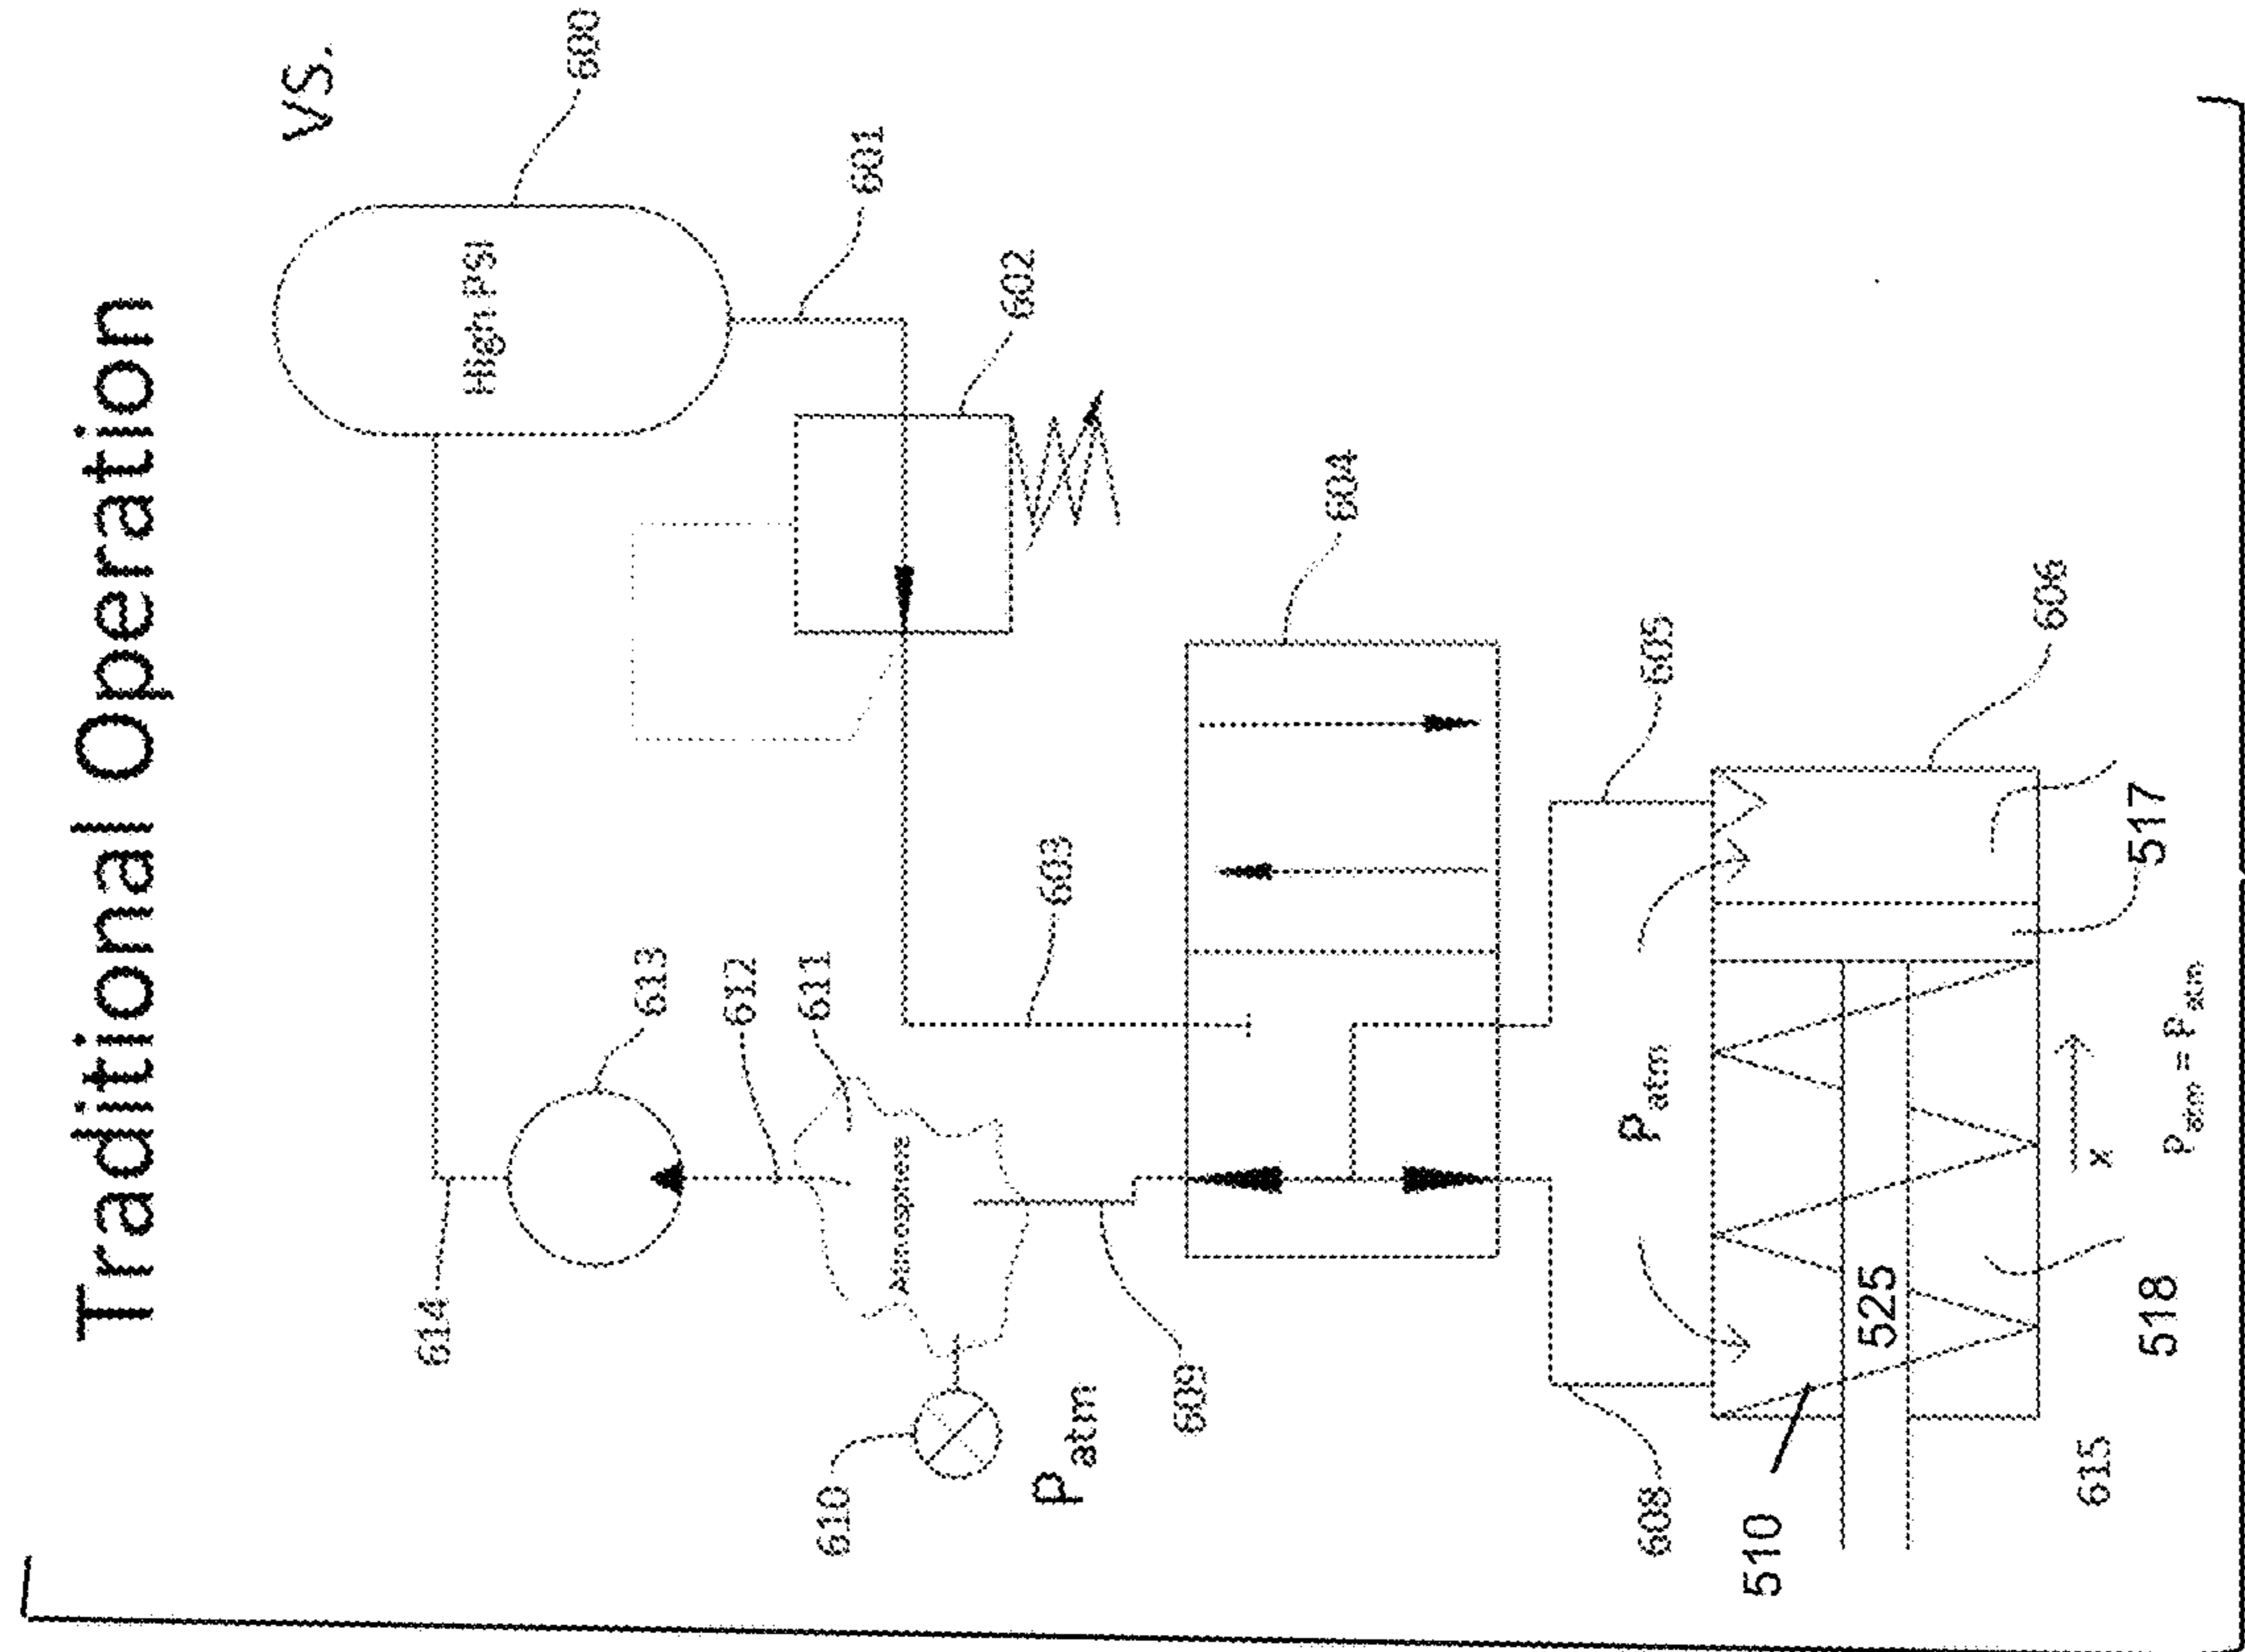 Traditional Operation
vs.
600
High PSI
601
602
614
613
612
611
603
604
Atmosphere
610
P atm
609
605
606
P atm
608
510
525
517
518
615
x
P atm = P atm